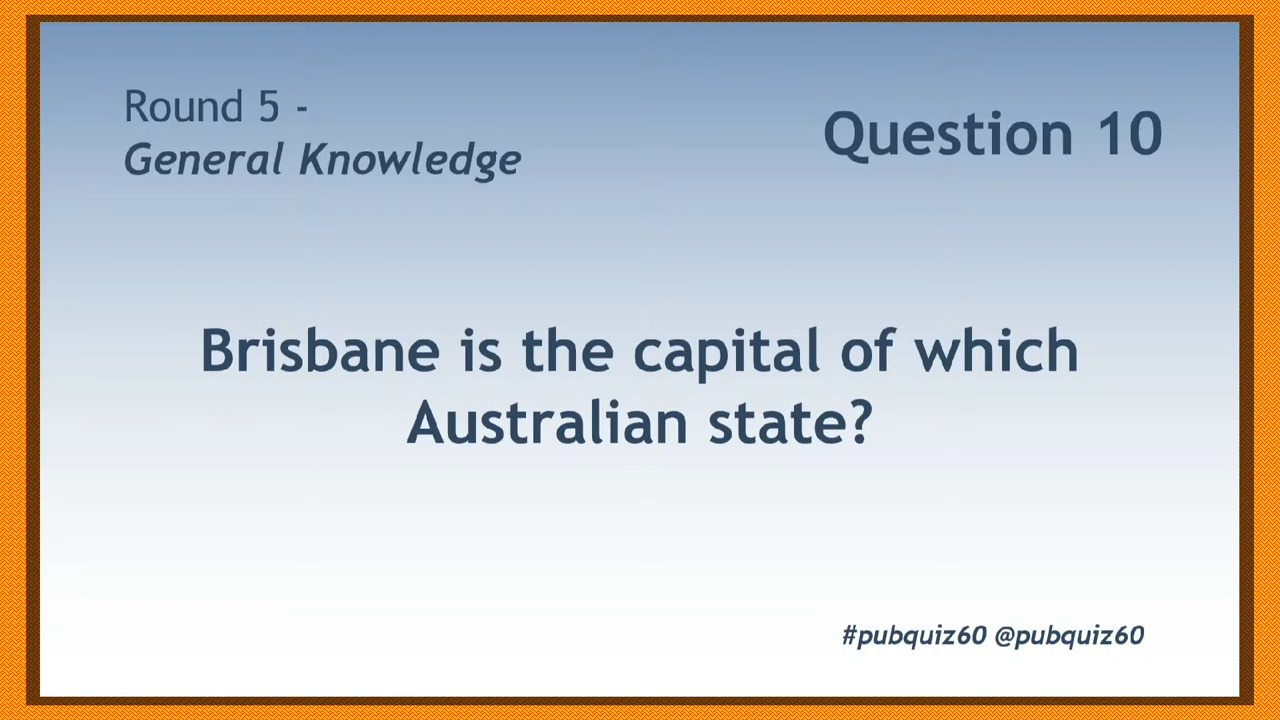 Round 5 -
General Knowledge
Question 10
Brisbane is the capital of which
Australian state?
#pubquiz60 @pubquiz60